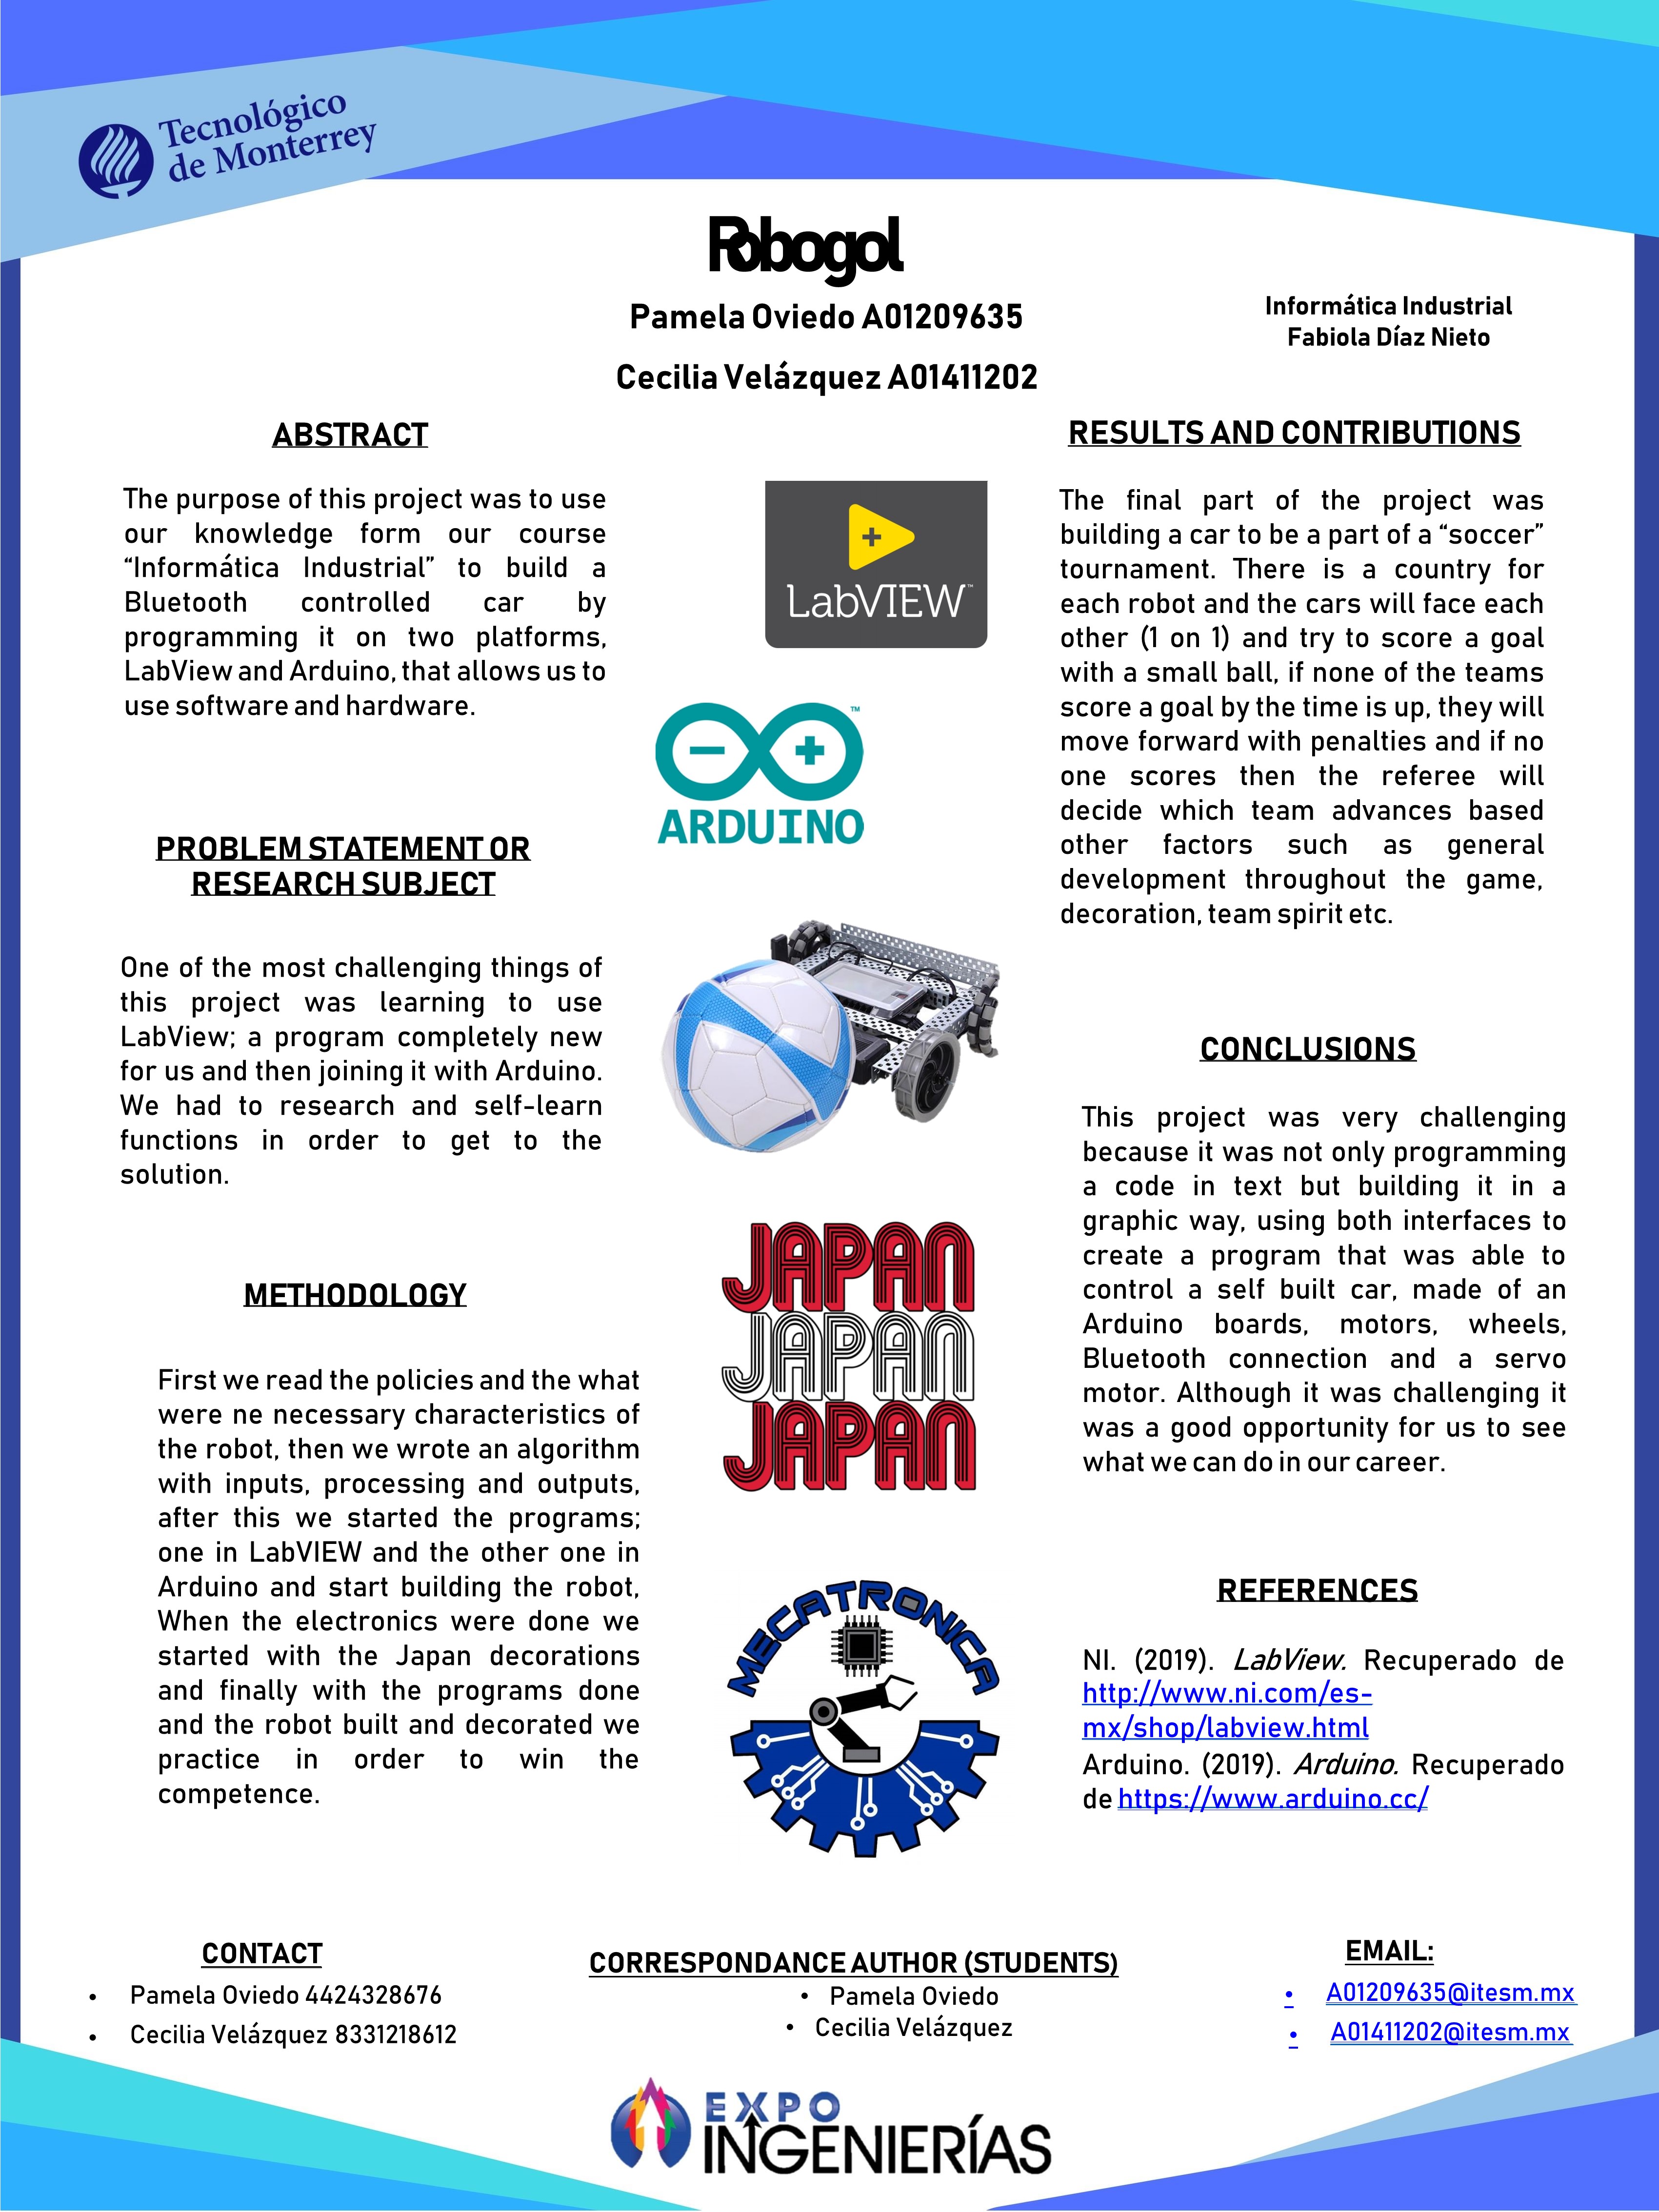 Tecnológico
de Monterrey
Robogol
Pamela Oviedo A01209635
Cecilia Velázquez A01411202
Informática Industrial
Fabiola Díaz Nieto
ABSTRACT
The purpose of this project was to use
our knowledge form our course
“Informática Industrial” to build a
Bluetooth controlled car by
programming it on two platforms,
LabView and Arduino, that allows us to
use software and hardware.
PROBLEM STATEMENT OR
RESEARCH SUBJECT
One of the most challenging things of
this project was learning to use
LabView; a program completely new
for us and then joining it with Arduino.
We had to research and self-learn
functions in order to get to the
solution.
METHODOLOGY
First we read the policies and the what
were ne necessary characteristics of
the robot, then we wrote an algorithm
with inputs, processing and outputs,
after this we started the programs;
one in LabVIEW and the other one in
Arduino and start building the robot,
When the electronics were done we
started with the Japan decorations
and finally with the programs done
and the robot built and decorated we
practice in order to win the
competence.
LabVIEW™
ARDUINO
™
JAPAN
JAPAN
JAPAN
MECATRONICA
RESULTS AND CONTRIBUTIONS
The final part of the project was
building a car to be a part of a “soccer”
tournament. There is a country for
each robot and the cars will face each
other (1 on 1) and try to score a goal
with a small ball, if none of the teams
score a goal by the time is up, they will
move forward with penalties and if no
one scores then the referee will
decide which team advances based
other factors such as general
development throughout the game,
decoration, team spirit etc.
CONCLUSIONS
This project was very challenging
because it was not only programming
a code in text but building it in a
graphic way, using both interfaces to
create a program that was able to
control a self built car, made of an
Arduino boards, motors, wheels,
Bluetooth connection and a servo
motor. Although it was challenging it
was a good opportunity for us to see
what we can do in our career.
REFERENCES
NI. (2019). LabView. Recuperado de
http://www.ni.com/es-
mx/shop/labview.html
Arduino. (2019). Arduino. Recuperado
de https://www.arduino.cc/
CONTACT
• Pamela Oviedo 4424328676
• Cecilia Velázquez 8331218612
CORRESPONDANCE AUTHOR (STUDENTS)
• Pamela Oviedo
• Cecilia Velázquez
EMAIL:
• A01209635@itesm.mx
• A01411202@itesm.mx
EXPO
INGENIERÍAS